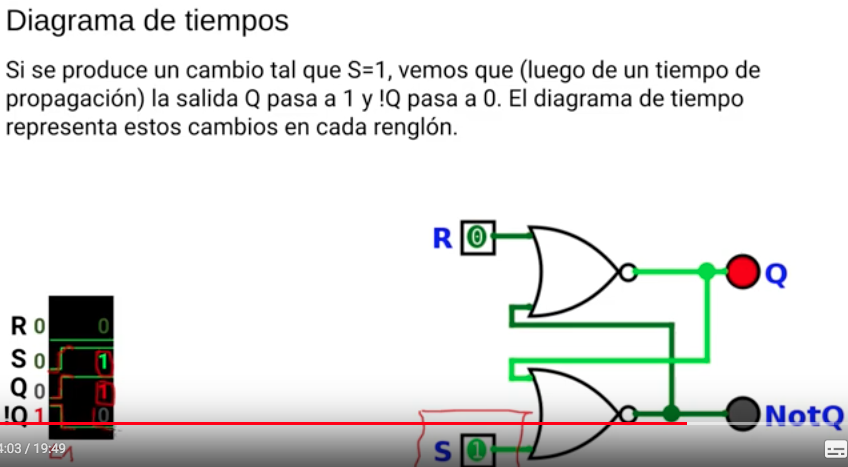 Diagrama de tiempos
Si se produce un cambio tal que S=1, vemos que (luego de un tiempo de
propagación) la salida Q pasa a 1 y !Q pasa a 0. El diagrama de tiempo
representa estos cambios en cada renglón.
R 0
Q
R 0 0
S 0 1
Q 0 1
!Q 1 0
NotQ
S 1
4:03 / 19:49